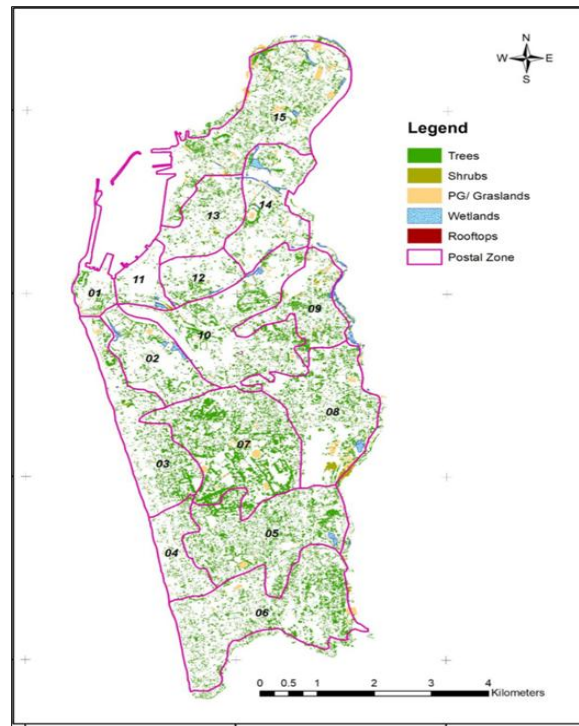 N
W E
S
Legend
Trees
Shrubs
PG/ Graslands
Wetlands
Rooftops
Postal Zone
15
13
14
11
12
01
09
10
02
08
07
03
05
04
06
0 0.5 1 2 3 4
Kilometers